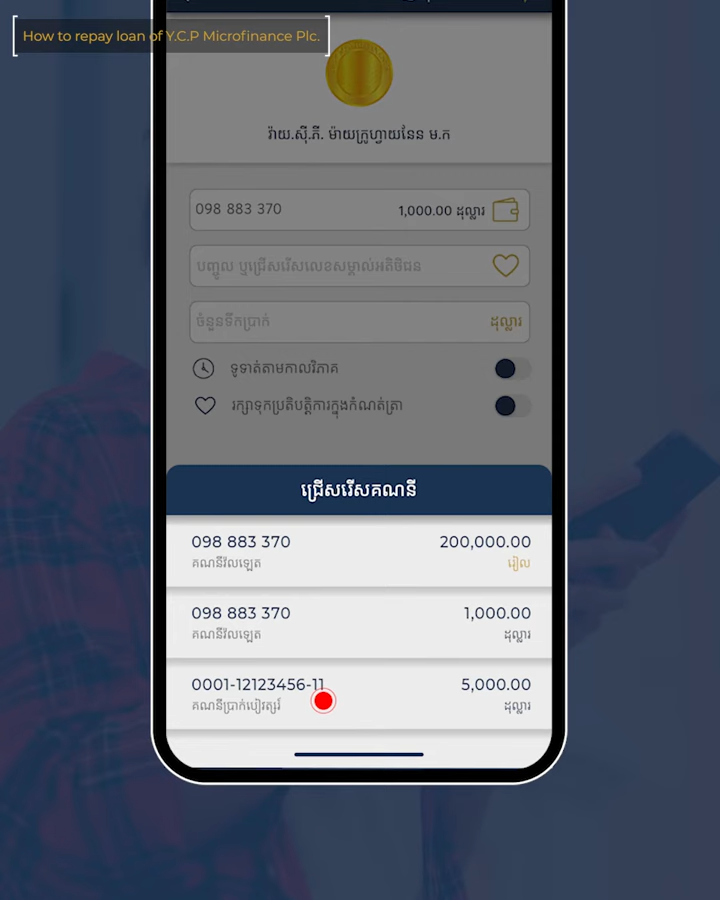 How to repay loan of Y.C.P Microfinance Plc.
វ៉ាយ.ស៊ី.ភី. ម៉ាយក្រូហ្វាយនែន ម.ក
098 883 370
1,000.00 ដុល្លារ
បញ្ចូល ឬជ្រើសរើសលេខសម្គាល់អតិថិជន
ចំនួនទឹកប្រាក់
ដុល្លារ
ទូទាត់តាមកាលវិភាគ
រក្សាទុកប្រតិបត្តិការក្នុងកំណត់ត្រា
ជ្រើសរើសគណនី
098 883 370
200,000.00
គណនីវីលឡេត
រៀល
098 883 370
1,000.00
គណនីវីលឡេត
ដុល្លារ
0001-12123456-11
5,000.00
គណនីប្រាក់បៀវត្សរ៍
ដុល្លារ